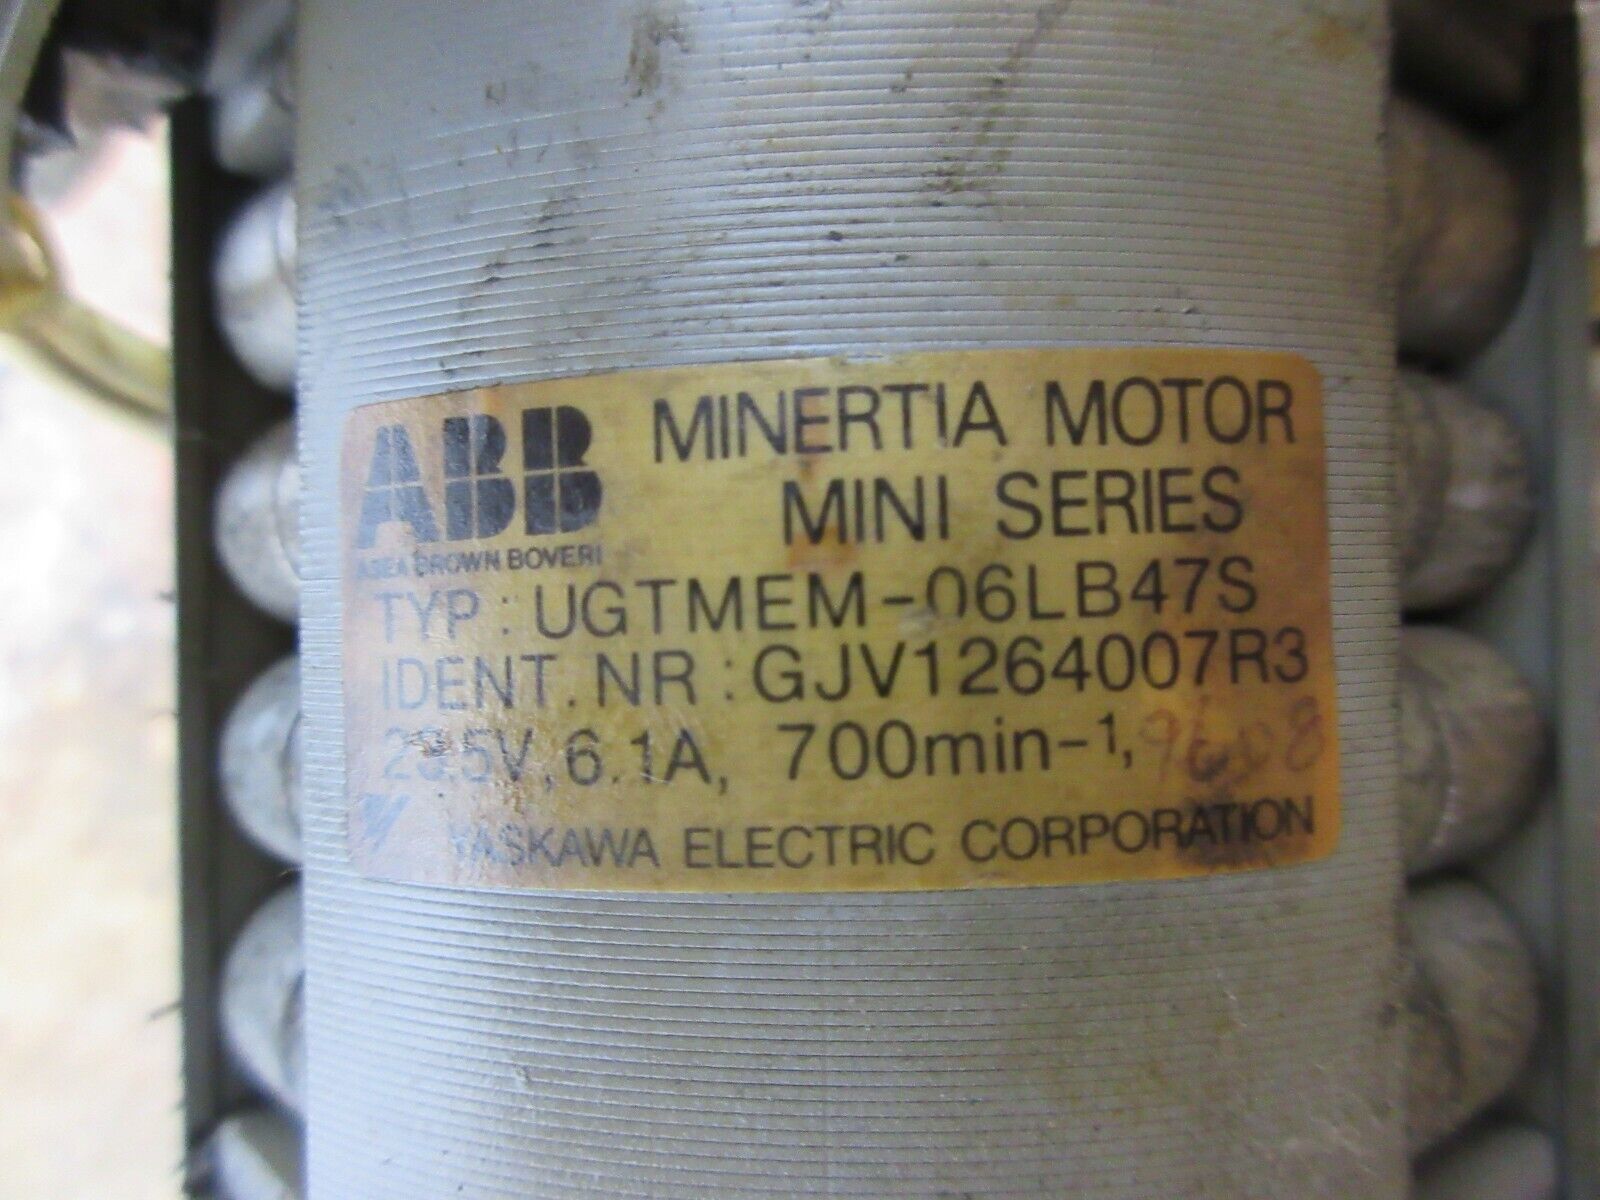 ABB MINERTIA MOTOR
MINI SERIES
ASEA BROWN BOVERI
TYP : UGTMEM-06LB47S
IDENT. NR : GJV1264007R3
6.1A, 700min-1,
YASKAWA ELECTRIC CORPORATION